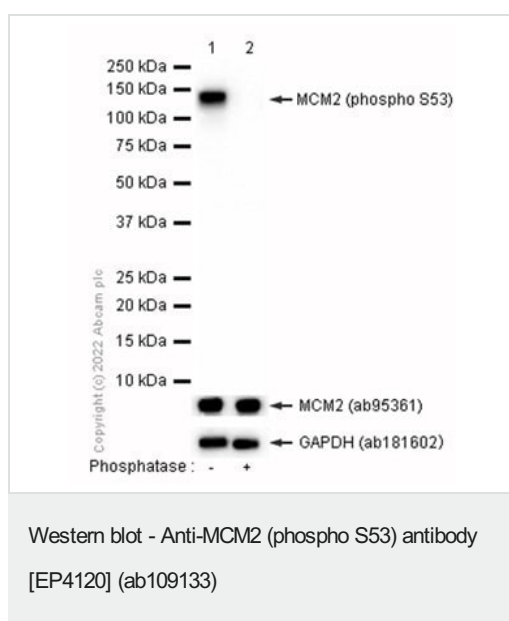 1 2
250 kDa
150 kDa
MCM2 (phospho S53)
100 kDa
75 kDa
50 kDa
37 kDa
25 kDa
20 kDa
15 kDa
10 kDa
MCM2 (ab95361)
GAPDH (ab181602)
Phosphatase : - +
Copyright (c) 2022 Abcam plc
Western blot - Anti-MCM2 (phospho S53) antibody
[EP4120] (ab109133)